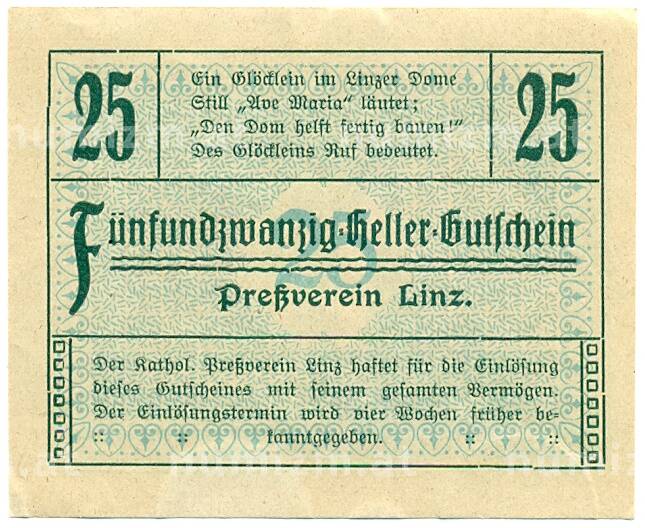 25
Ein Glöcklein im Linzer Dome
Still „Ave Maria“ läutet;
„Den Dom helft fertig bauen!“
Des Glöckleins Ruf bedeutet.
25
25
Fünfundzwanzig-Heller-Gutschein
Preßverein Linz.
Der Kathol. Preßverein Linz haftet für die Einlösung
dieses Gutscheines mit seinem gesamten Vermögen.
Der Einlösungstermin wird vier Wochen früher be-
kanntgegeben.